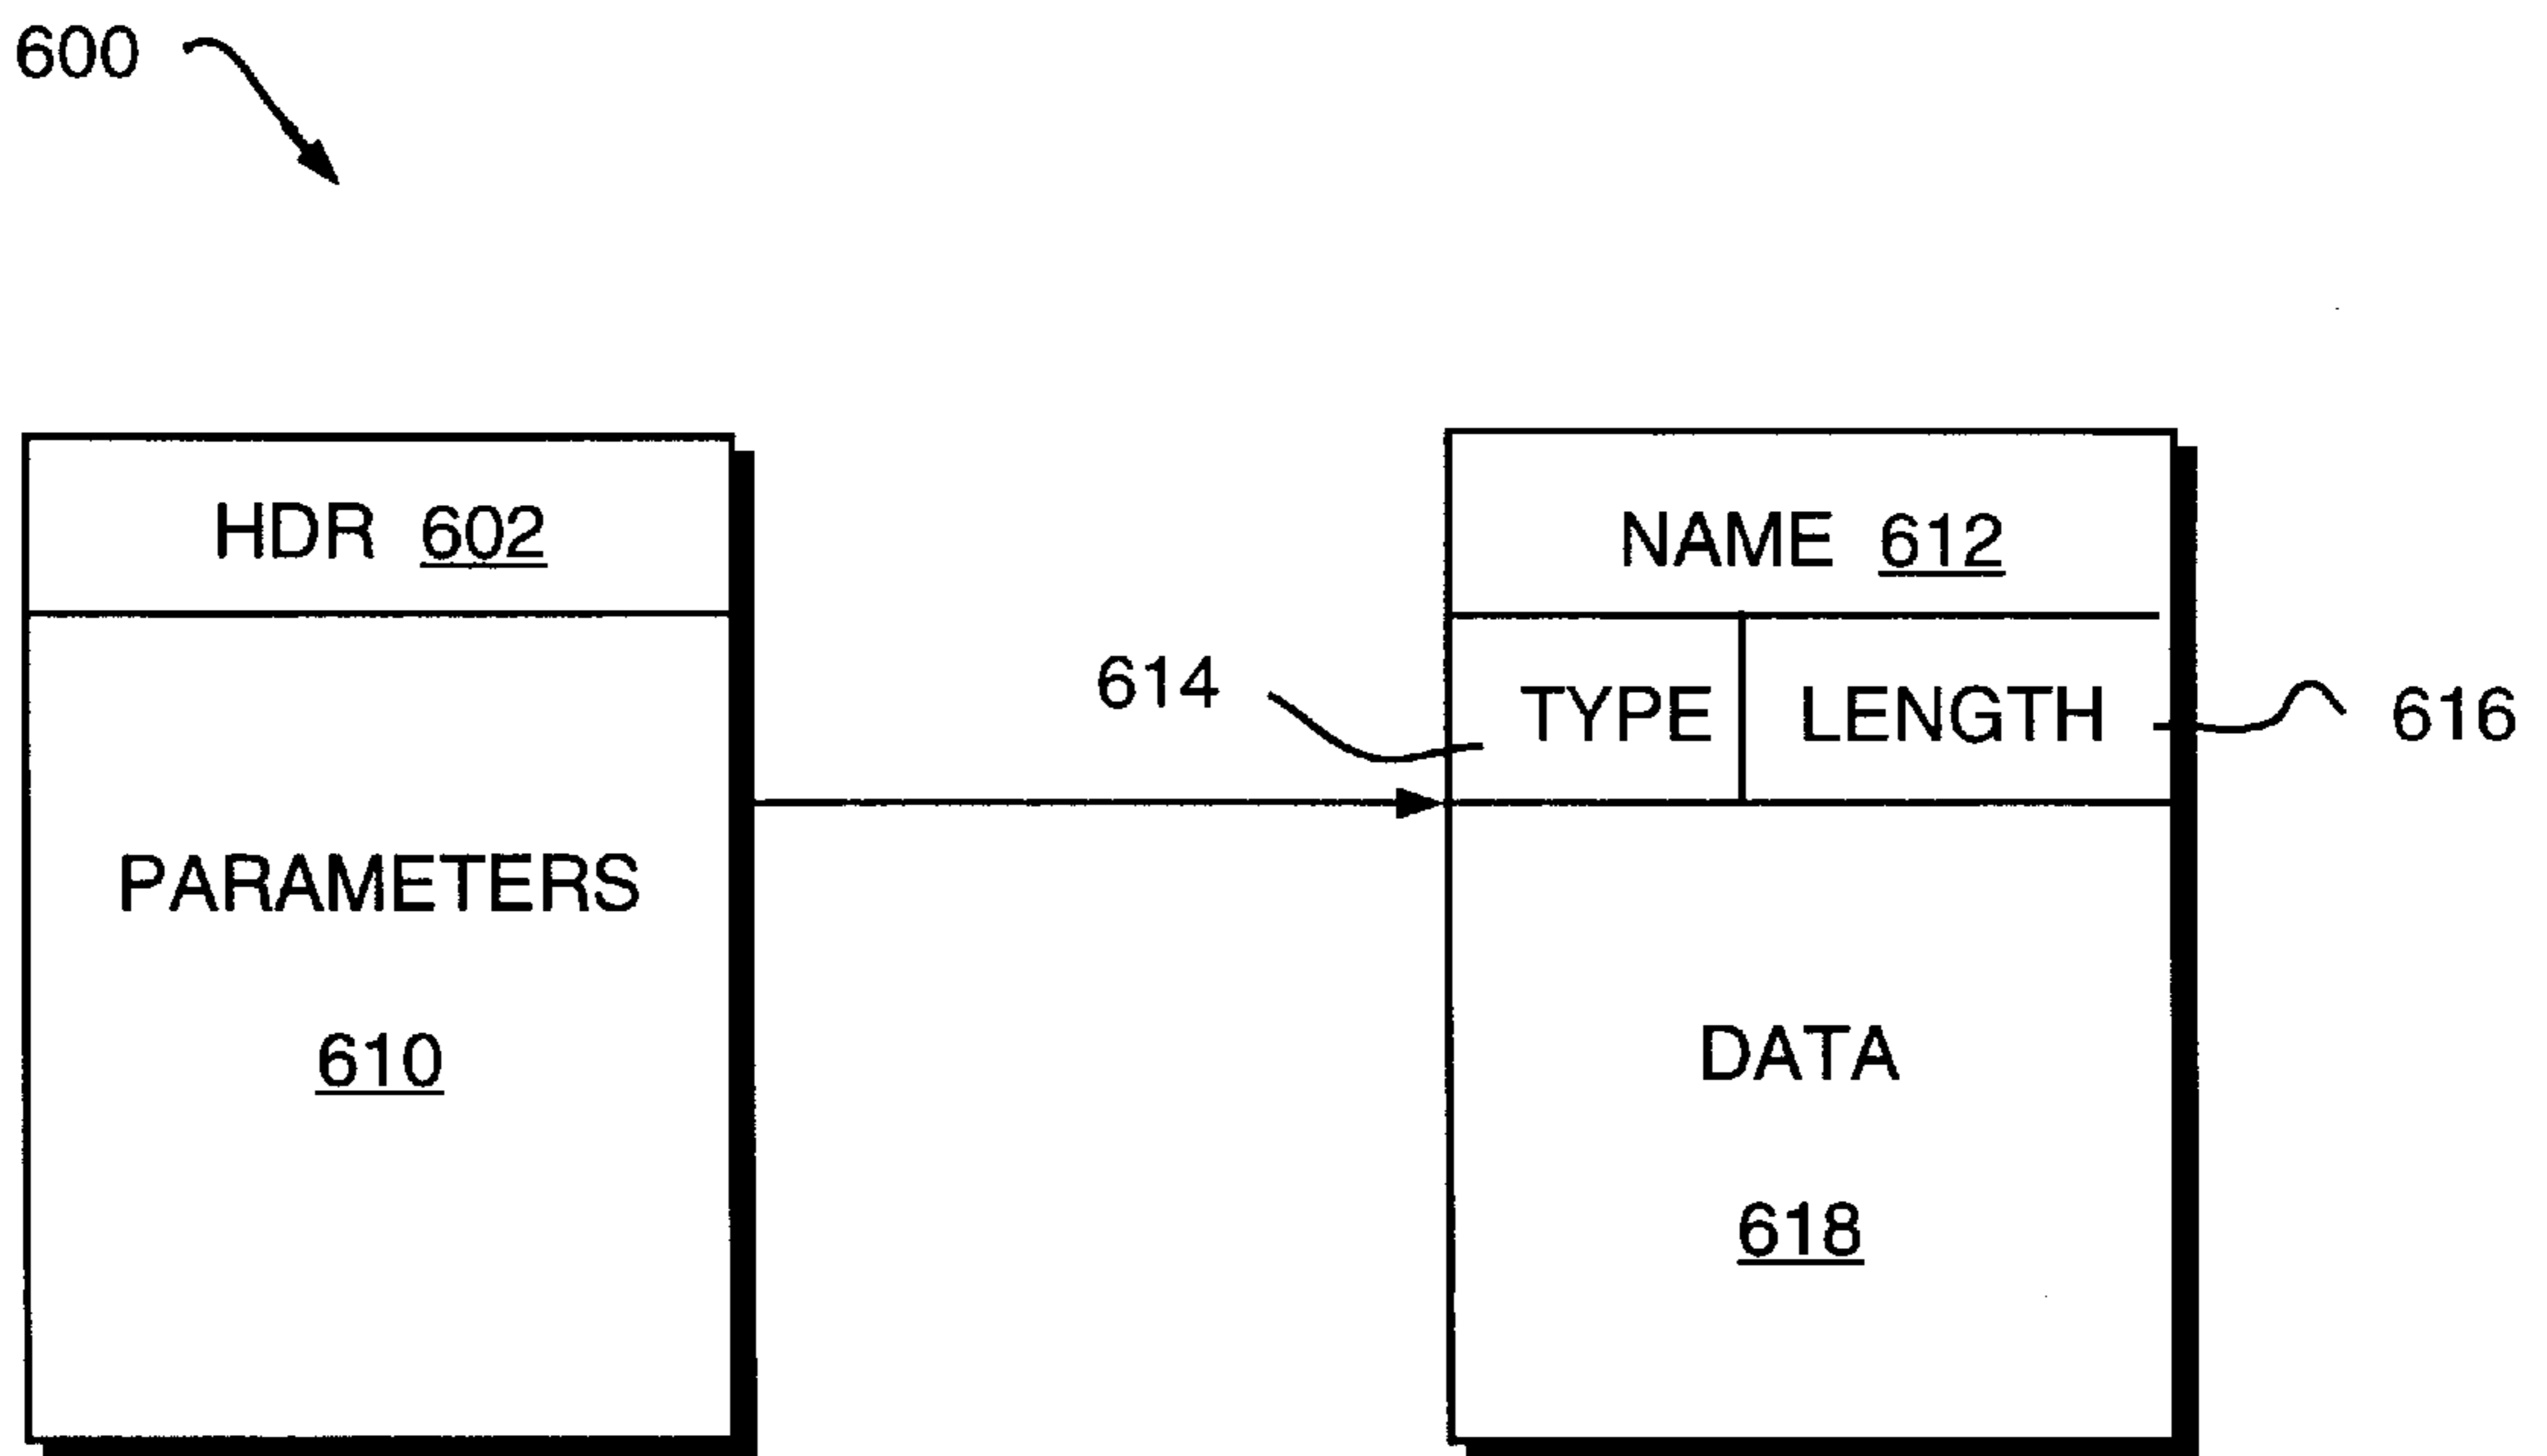 600
HDR 602
PARAMETERS
610
NAME 612
614
TYPE
LENGTH
616
DATA
618